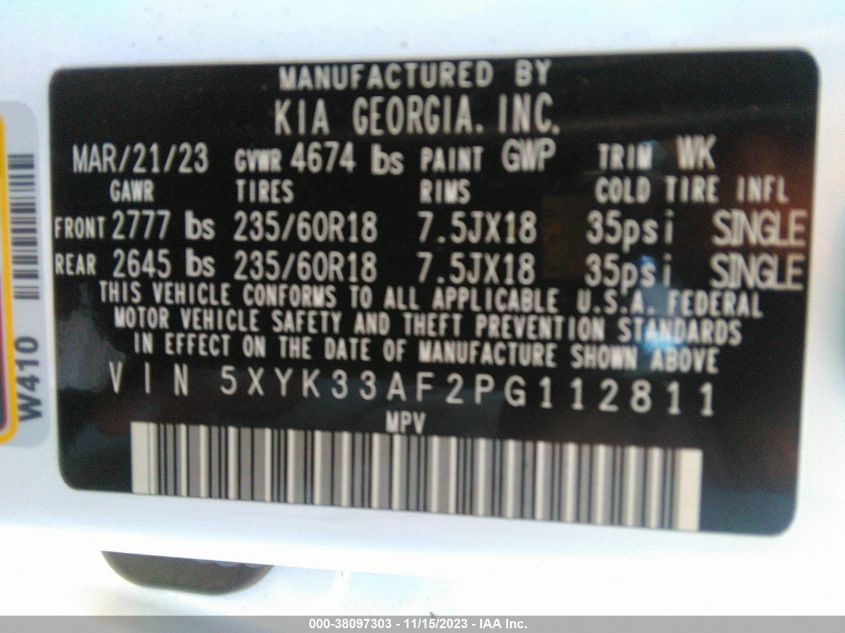 MANUFACTURED BY
KIA GEORGIA. INC.
MAR/21/23 GVWR 4674 lbs PAINT GWP TRIM WK
GAWR TIRES RIMS COLD TIRE INFL
FRONT 2777 lbs 235/60R18 7.5JX18 35psi SINGLE
REAR 2645 lbs 235/60R18 7.5JX18 35psi SINGLE
THIS VEHICLE CONFORMS TO ALL APPLICABLE U.S.A. FEDERAL
MOTOR VEHICLE SAFETY AND THEFT PREVENTION STANDARDS
IN EFFECT ON THE DATE OF MANUFACTURE SHOWN ABOVE.
VIN 5XYK33AF2PG112811
MPV
W410
000-38097303 - 11/15/2023 - IAA Inc.